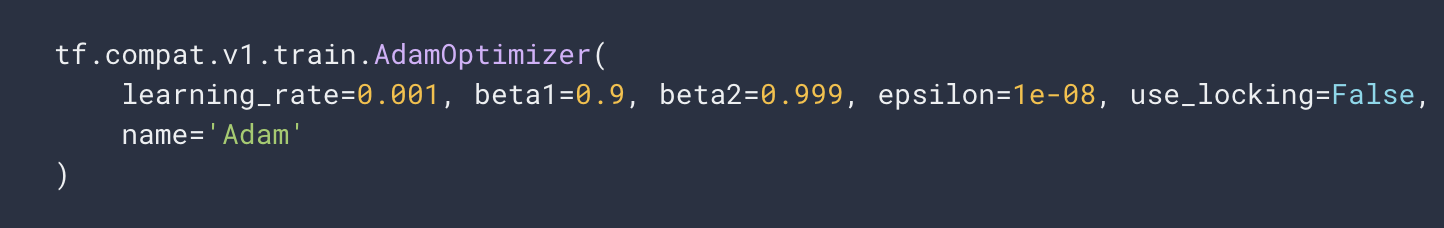 tf.compat.v1.train.AdamOptimizer(
    learning_rate=0.001, beta1=0.9, beta2=0.999, epsilon=1e-08, use_locking=False,
    name='Adam'
)